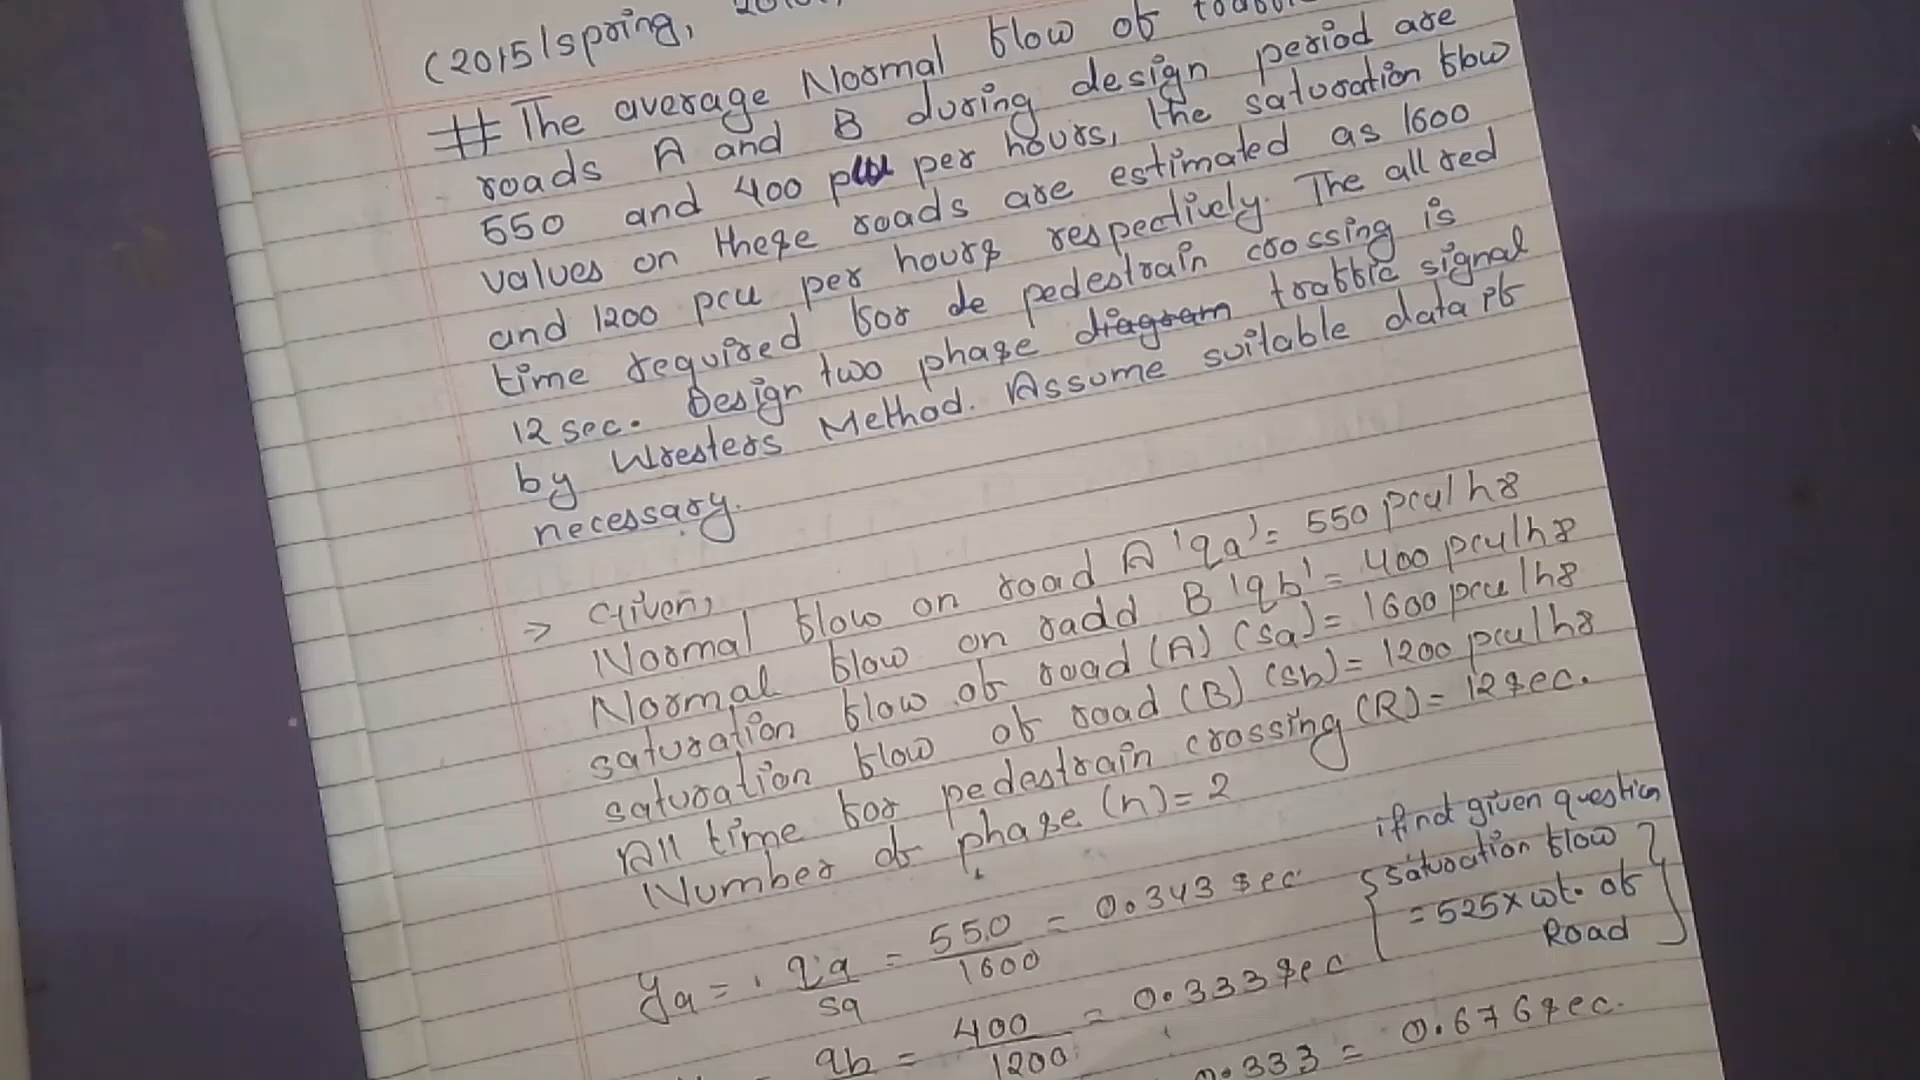 (2015/spring,
# The average Normal flow of
roads A and B during design period are
550 and 400 pcu per hours, the saturation flow
values on these roads are estimated as 1600
and 1200 pcu per hours respectively. The all red
time required for de pedestrain crossing is
12 sec. Design two phase diagram traffic signal
by Wresters Method. Assume suitable data if
necessary.
→ Given,
Normal flow on road A 'qa' = 550 pcu/hr
Normal flow on radd B 'qb' = 400 pcu/hr
saturation flow of road (A) (sa) = 1600 pcu/hr
saturation flow of road (B) (sb) = 1200 pcu/hr
All time for pedestrain crossing (R) = 12 sec.
Number of phase (n) = 2
if not given question
{saturation flow
= 525 x wt. of
Road}
ya = qa/sa = 550/1600 = 0.343 sec
qb = 400/1200 = 0.333 sec
0.333 = 0.676 sec.